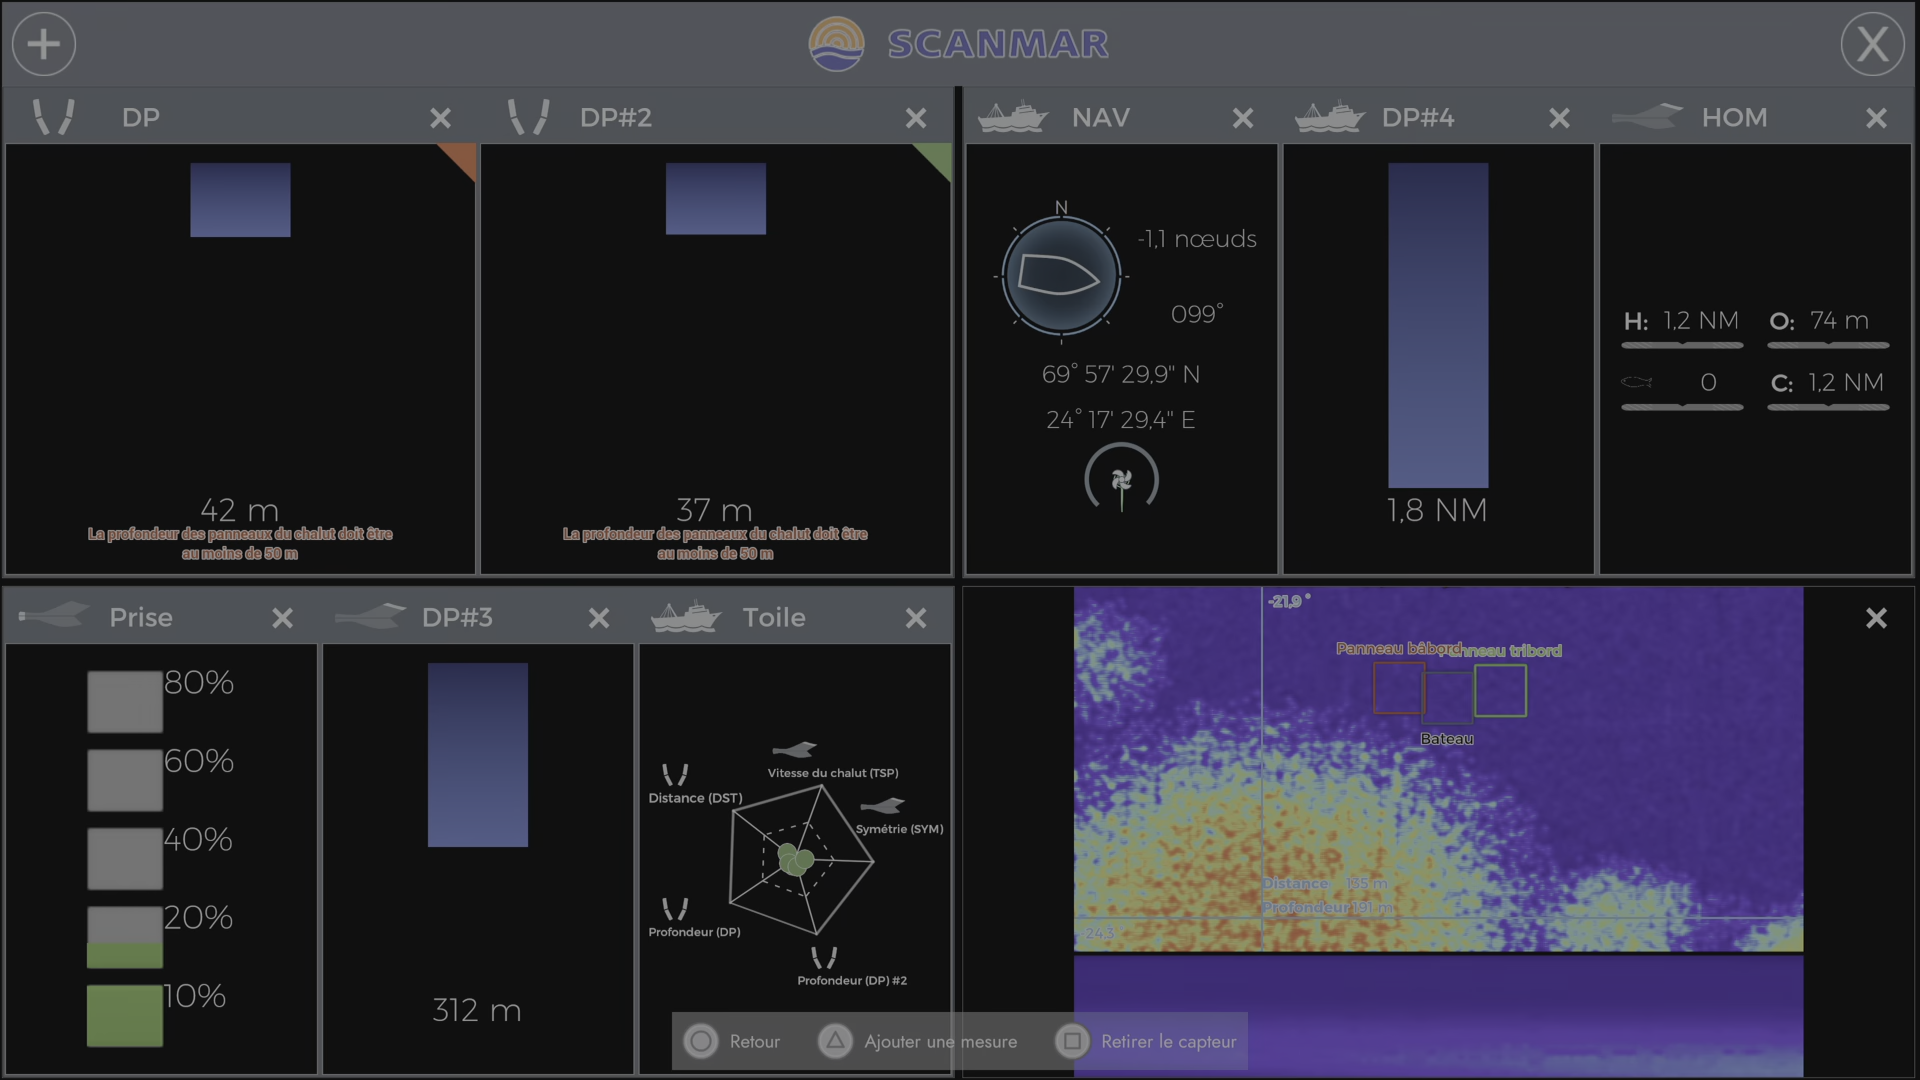 SCANMAR
X
DP
DP#2
NAV
DP#4
HOM
42 m
La profondeur des panneaux du chalut doit être
au moins de 50 m
37 m
La profondeur des panneaux du chalut doit être
au moins de 50 m
N
-1,1 nœuds
099°
69° 57' 29,9" N
24° 17' 29,4" E
1,8 NM
H: 1,2 NM
O: 74 m
0
C: 1,2 NM
Prise
DP#3
Toile
80%
60%
40%
20%
10%
312 m
Vitesse du chalut (TSP)
Distance (DST)
Symétrie (SYM)
Profondeur (DP)
Profondeur (DP) #2
-21,9 °
Panneau bâbord
Panneau tribord
Bateau
Distance 135 m
Profondeur 191 m
-24,3
Retour
Ajouter une mesure
Retirer le capteur